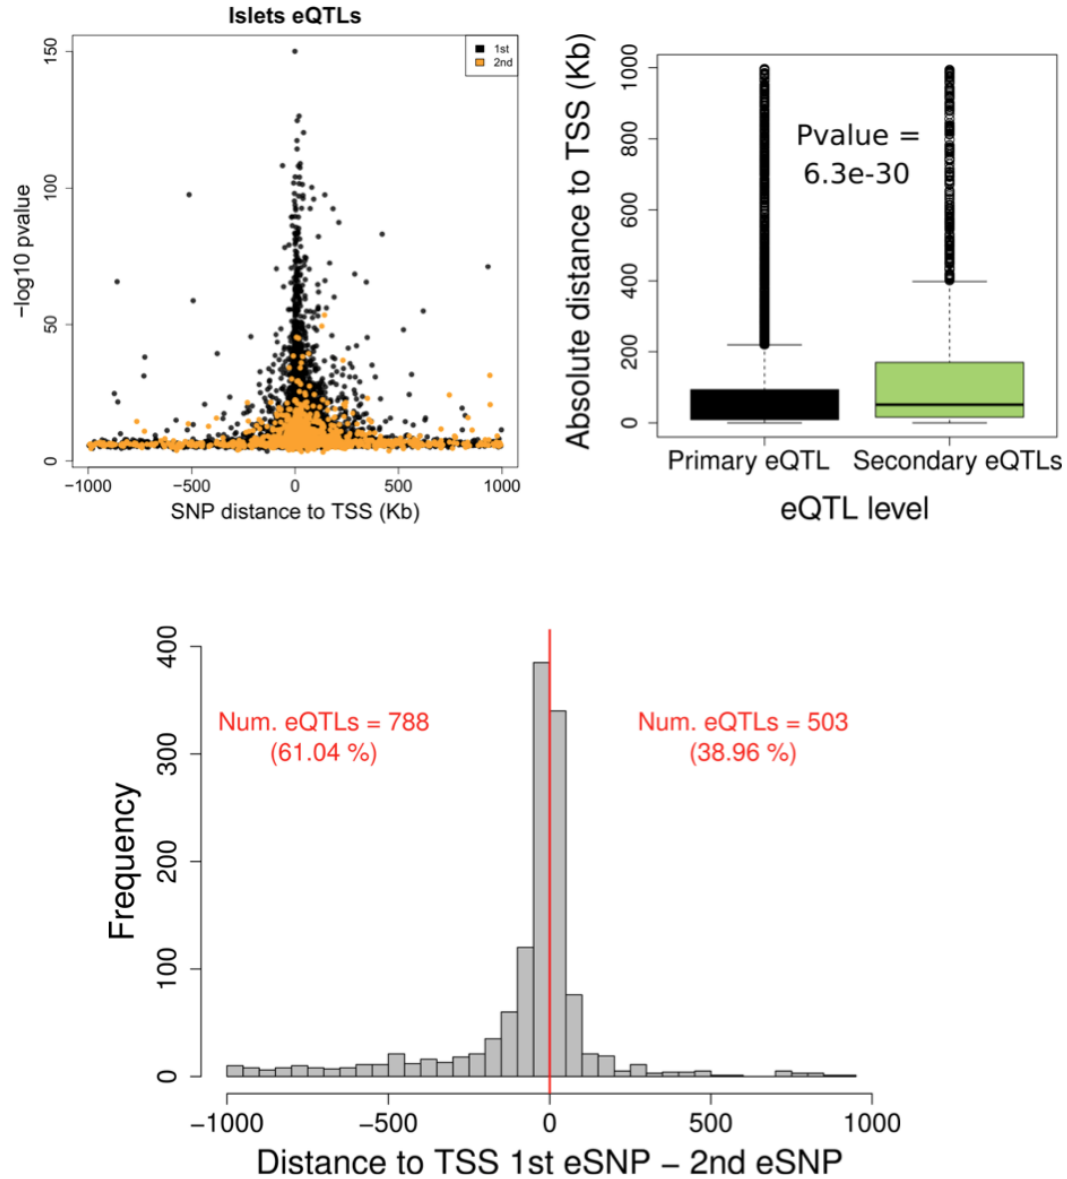 Islets eQTLs
1st
2nd
150
100
50
0
−log10 pvalue
−1000 −500 0 500 1000
SNP distance to TSS (Kb)
1000
800
600
400
200
0
Absolute distance to TSS (Kb)
Pvalue =
6.3e-30
Primary eQTL Secondary eQTLs
eQTL level
400
300
200
100
0
Frequency
Num. eQTLs = 788
(61.04 %)
Num. eQTLs = 503
(38.96 %)
−1000 −500 0 500 1000
Distance to TSS 1st eSNP − 2nd eSNP